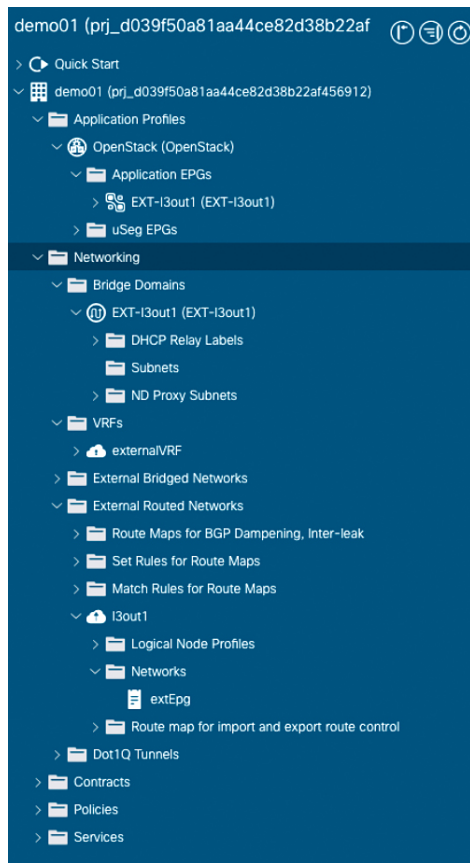 demo01 (prj_d039f50a81aa44ce82d38b22af
Quick Start
demo01 (prj_d039f50a81aa44ce82d38b22af456912)
Application Profiles
OpenStack (OpenStack)
Application EPGs
EXT-l3out1 (EXT-l3out1)
uSeg EPGs
Networking
Bridge Domains
EXT-l3out1 (EXT-l3out1)
DHCP Relay Labels
Subnets
ND Proxy Subnets
VRFs
externalVRF
External Bridged Networks
External Routed Networks
Route Maps for BGP Dampening, Inter-leak
Set Rules for Route Maps
Match Rules for Route Maps
l3out1
Logical Node Profiles
Networks
extEpg
Route map for import and export route control
Dot1Q Tunnels
Contracts
Policies
Services